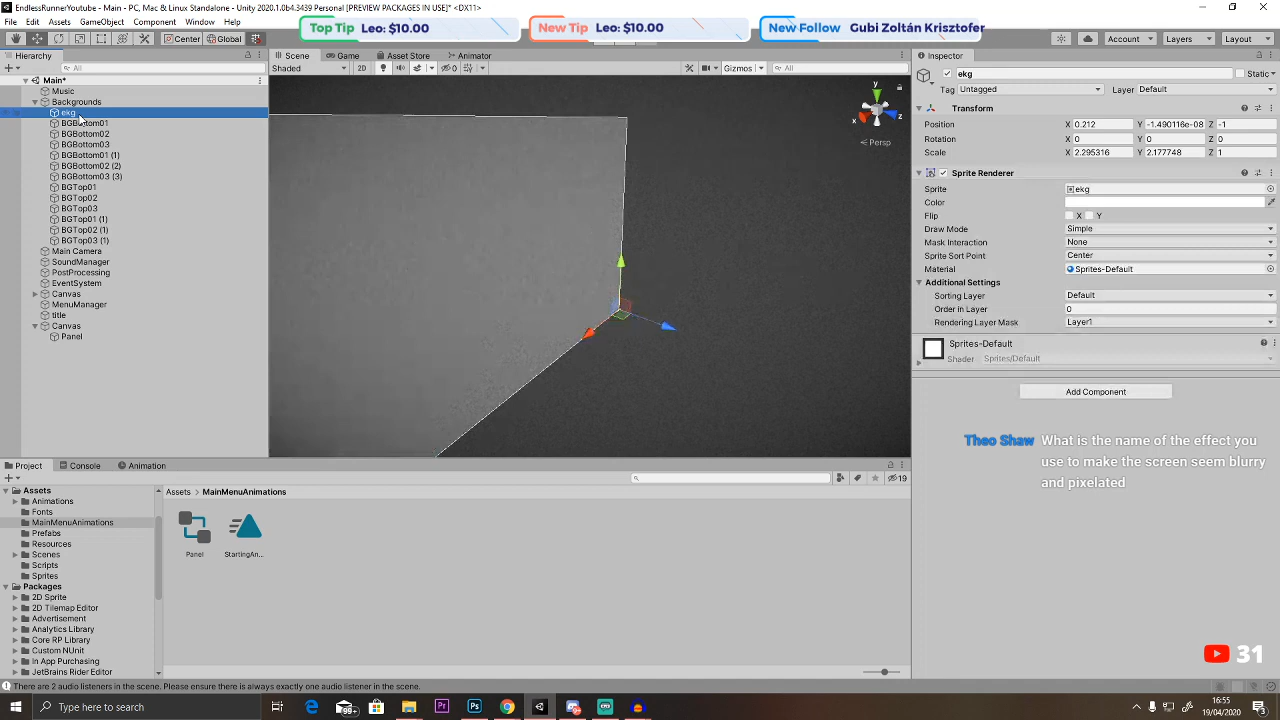 EndlessRunnerYoutube - Main - PC, Mac & Linux Standalone - Unity 2020.1.0b4.3439 Personal [PREVIEW PACKAGES IN USE] <DX11>
Top Tip Leo: $10.00
New Tip Leo: $10.00
New Follow Gubi Zoltán Krisztofer
Center Global
Account Layers Layout
Hierarchy
Scene Game Asset Store Animator
Inspector
All
Shaded 2D 0 Gizmos All
ekg Static
Tag Untagged Layer Default
Main*
Music
Backgrounds
ekg
BGBottom01
BGBottom02
BGBottom03
BGBottom01 (1)
BGBottom02 (2)
BGBottom03 (3)
BGTop01
BGTop02
BGTop03
BGTop01 (1)
BGTop02 (1)
BGTop03 (1)
Main Camera
SoundManager
PostProcessing
EventSystem
Canvas
MenuManager
title
Canvas
Panel
y
x
z
< Persp
Transform
Position X 0.212 Y -1.490116e-08 Z -1
Rotation X 0 Y 0 Z 0
Scale X 2.295316 Y 2.177748 Z 1
Sprite Renderer
Sprite ekg
Color
Flip X Y
Draw Mode Simple
Mask Interaction None
Sprite Sort Point Center
Material Sprites-Default
Additional Settings
Sorting Layer Default
Order in Layer 0
Rendering Layer Mask Layer1
Sprites-Default
Shader Sprites/Default
Add Component
Theo Shaw What is the name of the effect you
use to make the screen seem blurry
and pixelated
31
Project Console Animation
19
Assets
Animations
Fonts
MainMenuAnimations
Prefabs
Resources
Scenes
Scripts
Sprites
Packages
2D Sprite
2D Tilemap Editor
Advertisement
Analytics Library
Core RP Library
Custom NUnit
In App Purchasing
JetBrains Rider Editor
Assets > MainMenuAnimations
Panel StartingAn...
There are 2 audio listeners in the scene. Please ensure there is always exactly one audio listener in the scene.
Type here to search
99+
16:55
19/04/2020